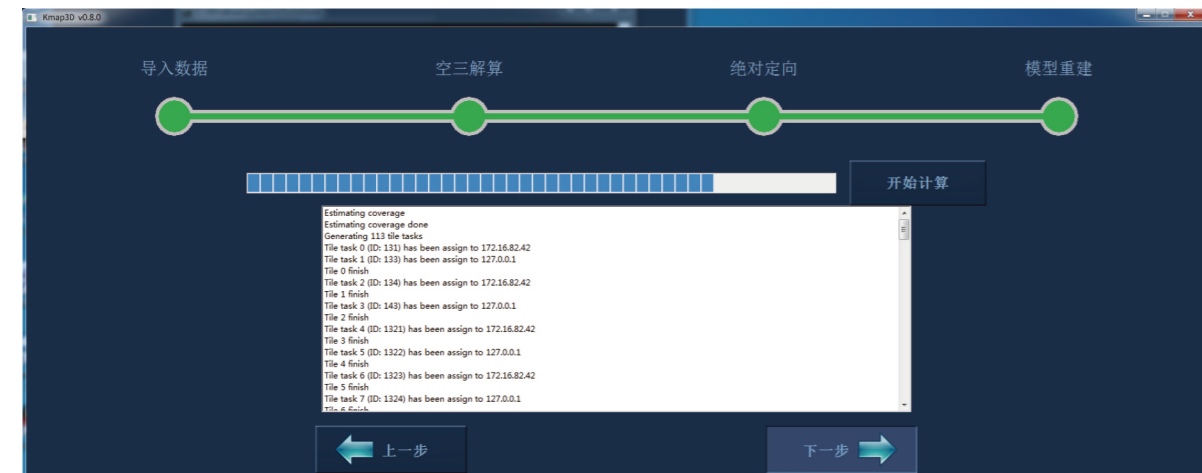 Kmap3D v0.8.0
导入数据 空三解算 绝对定向 模型重建
开始计算
Estimating coverage
Estimating coverage done
Generating 113 tile tasks
Tile task 0 (ID: 131) has been assign to 172.16.82.42
Tile task 1 (ID: 133) has been assign to 127.0.0.1
Tile 0 finish
Tile task 2 (ID: 134) has been assign to 172.16.82.42
Tile 1 finish
Tile task 3 (ID: 143) has been assign to 127.0.0.1
Tile 2 finish
Tile task 4 (ID: 1321) has been assign to 172.16.82.42
Tile 3 finish
Tile task 5 (ID: 1322) has been assign to 127.0.0.1
Tile 4 finish
Tile task 6 (ID: 1323) has been assign to 172.16.82.42
Tile 5 finish
Tile task 7 (ID: 1324) has been assign to 127.0.0.1
Tile 6 finish
上一步 下一步